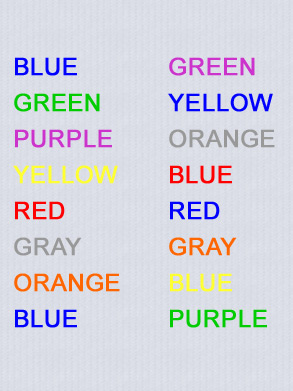 BLUE GREEN
GREEN YELLOW
PURPLE ORANGE
YELLOW BLUE
RED RED
GRAY GRAY
ORANGE BLUE
BLUE PURPLE